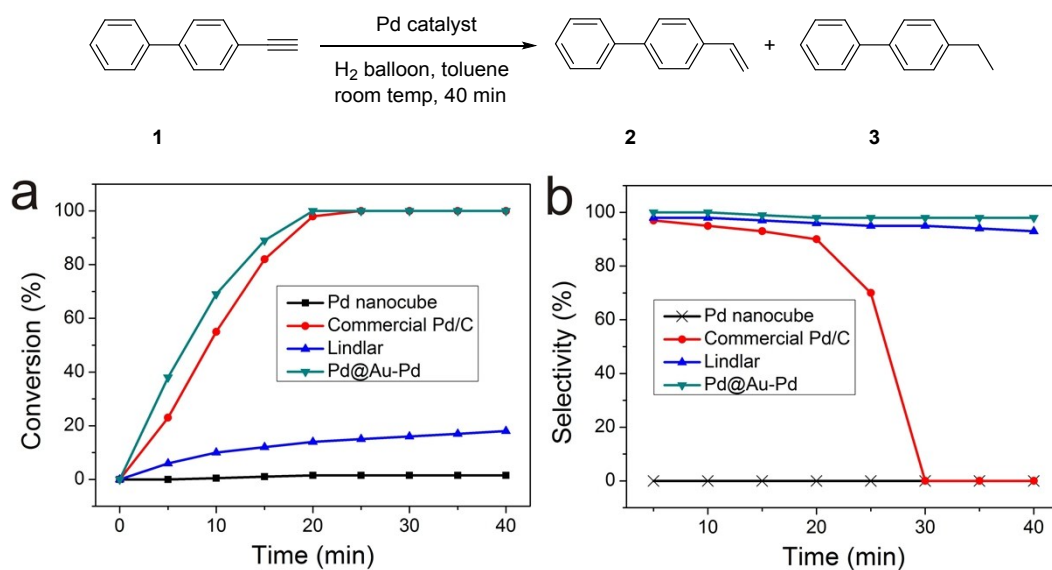 Pd catalyst
H2 balloon, toluene
room temp, 40 min
+
1
2
3
a
Conversion (%)
100
80
60
40
20
0
Pd nanocube
Commercial Pd/C
Lindlar
Pd@Au-Pd
0 10 20 30 40
Time (min)
b
Selectivity (%)
100
80
60
40
20
0
Pd nanocube
Commercial Pd/C
Lindlar
Pd@Au-Pd
10 20 30 40
Time (min)